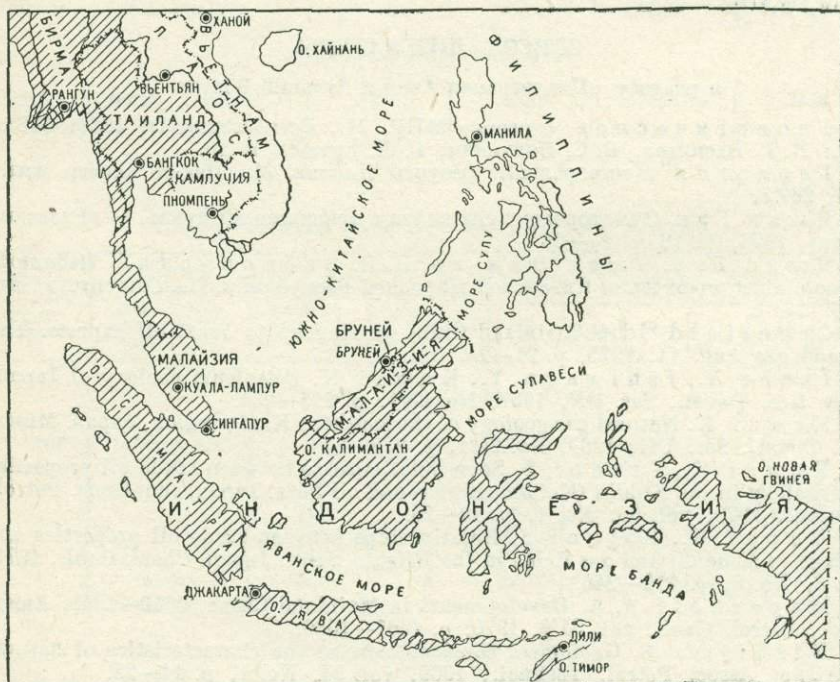 ХАНОЙ
БИРМА
ЛАОС
ВЬЕТНАМ
О. ХАЙНАНЬ
РАНГУН
ВЬЕНТЬЯН
ТАИЛАНД
БАНГКОК
КАМПУЧИЯ
ПНОМПЕНЬ
ЮЖНО-КИТАЙСКОЕ МОРЕ
ФИЛИППИНЫ
МАНИЛА
МОРЕ СУЛУ
БРУНЕЙ
БРУНЕЙ
МАЛАЙЗИЯ
МАЛАЙЗИЯ
КУАЛА-ЛАМПУР
СИНГАПУР
О. СУМАТРА
О. КАЛИМАНТАН
МОРЕ СУЛАВЕСИ
О. НОВАЯ
ГВИНЕЯ
ИНДОНЕЗИЯ
ЯВАНСКОЕ МОРЕ
МОРЕ БАНДА
ДЖАКАРТА
О. ЯВА
ДИЛИ
О. ТИМОР